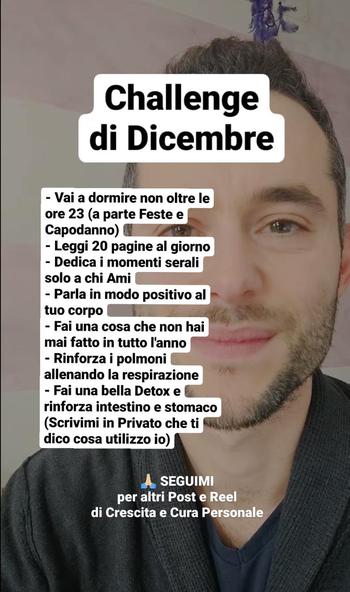 Challenge
di Dicembre
- Vai a dormire non oltre le
ore 23 (a parte Feste e
Capodanno)
- Leggi 20 pagine al giorno
- Dedica i momenti serali
solo a chi Ami
- Parla in modo positivo al
tuo corpo
- Fai una cosa che non hai
mai fatto in tutto l'anno
- Rinforza i polmoni
allenando la respirazione
- Fai una bella Detox e
rinforza intestino e stomaco
(Scrivimi in Privato che ti
dico cosa utilizzo io)
🙏🏼 SEGUIMI
per altri Post e Reel
di Crescita e Cura Personale